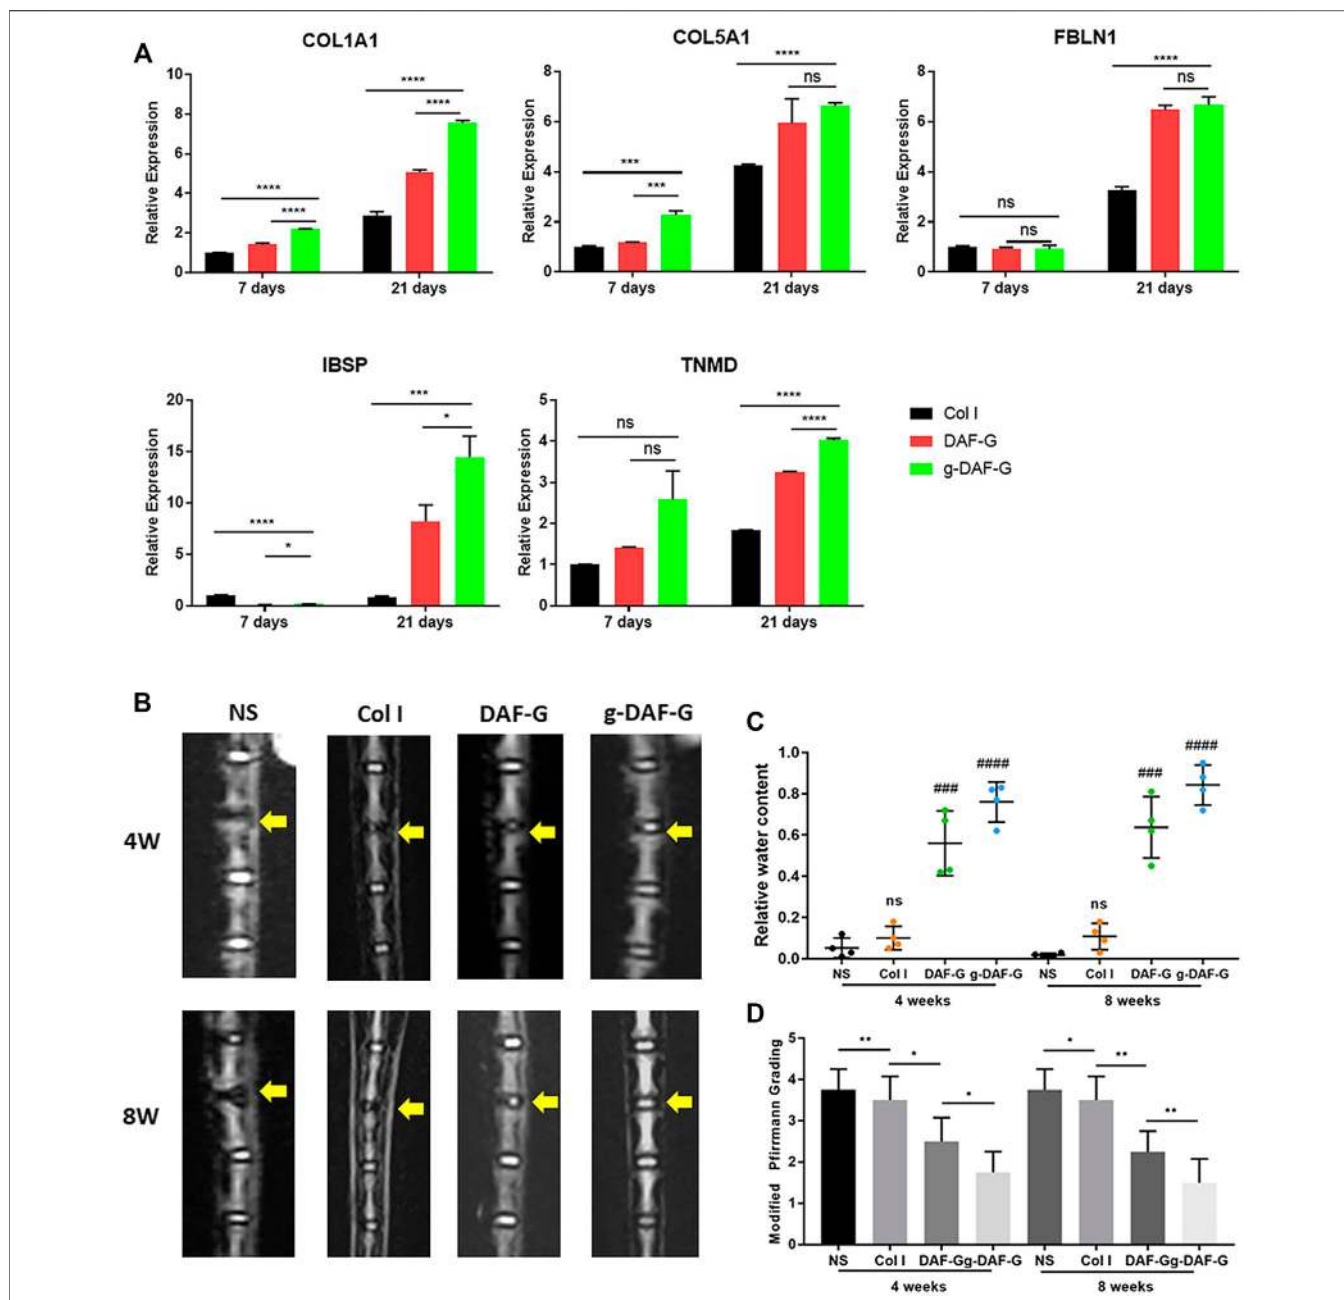 A
COL1A1
Relative Expression
10
8
6
4
2
0
****
****
****
****
7 days
21 days
COL5A1
Relative Expression
8
6
4
2
0
***
***
****
ns
7 days
21 days
FBLN1
Relative Expression
8
6
4
2
0
ns
ns
****
ns
7 days
21 days
IBSP
Relative Expression
20
15
10
5
0
****
*
***
*
7 days
21 days
TNMD
Relative Expression
5
4
3
2
1
0
ns
ns
****
****
7 days
21 days
Col I
DAF-G
g-DAF-G
B
NS
Col I
DAF-G
g-DAF-G
4W
8W
C
Relative water content
1.0
0.8
0.6
0.4
0.2
0.0
ns
###
####
ns
###
####
NS
Col I
DAF-G
g-DAF-G
NS
Col I
DAF-G
g-DAF-G
4 weeks
8 weeks
D
Modified Pfirrmann Grading
5
4
3
2
1
0
**
*
*
*
**
**
NS
Col I
DAF-G
g-DAF-G
NS
Col I
DAF-G
g-DAF-G
4 weeks
8 weeks